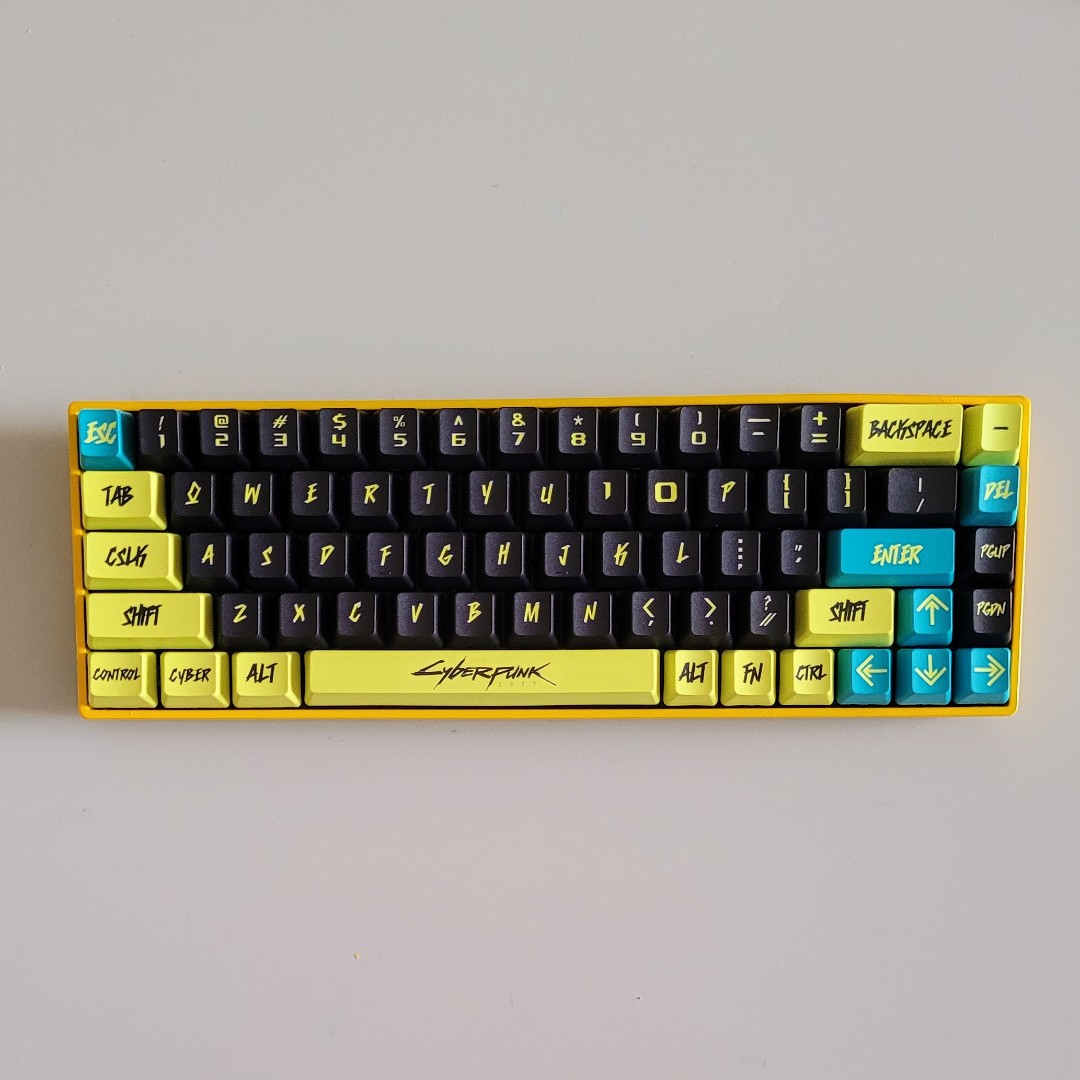 ESC ! 1 @ 2 # 3 $ 4 % 5 ^ 6 & 7 * 8 ( 9 ) 0 — - + = BACKSPACE —
TAB Q W E R T Y U I O P { [ } ] | / DEL
CSLK A S D F G H J K L : ; " ' ENTER PGUP
SHIFT Z X C V B M N < , > . ? // SHIFT ↑ PGDN
CONTROL CYBER ALT CYBERPUNK 2077 ALT FN CTRL ← ↓ →